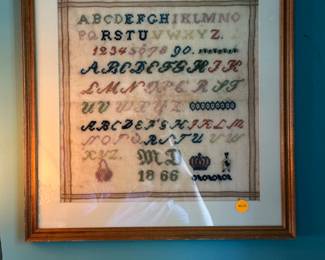 ABCDEFGHIKLMNO
PQRSTUVWXYZ.
1234567890.
ABCDEFGHIK
LMNOPQRST
UVWXYZ
ABCDEFGHIKLM
NOPQRSTUVW
XYZ.
MD
1866